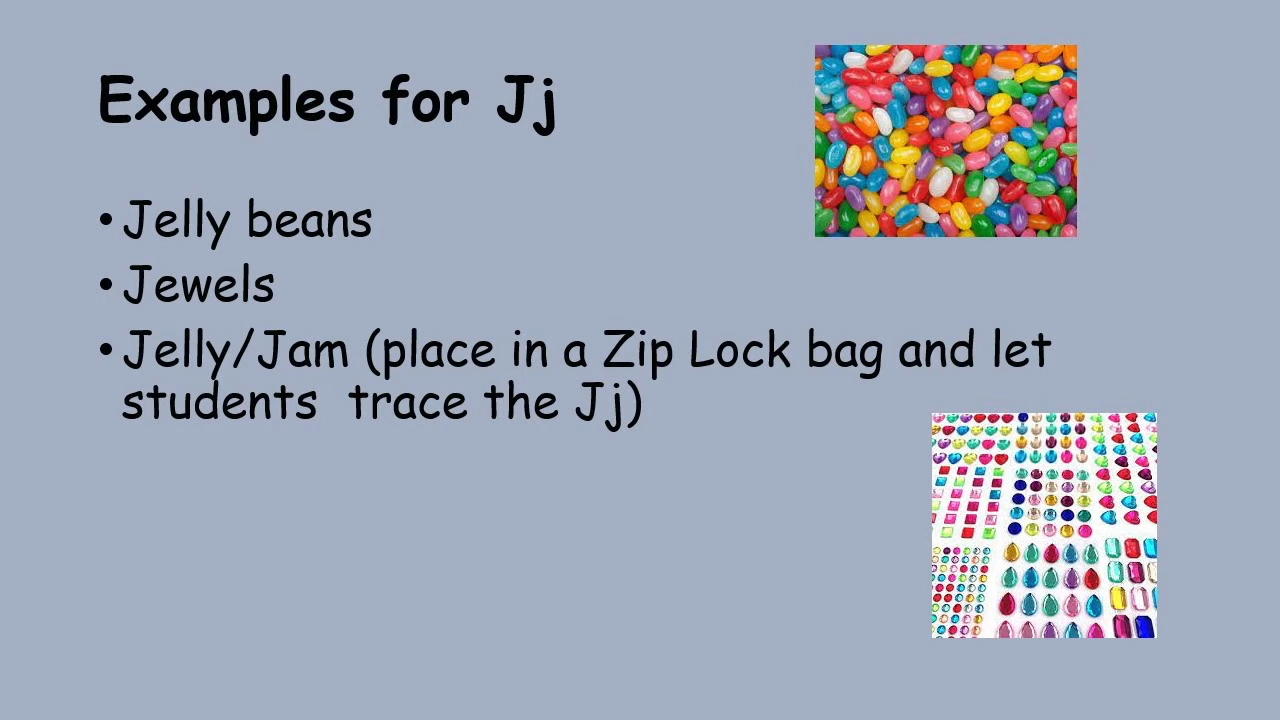 Examples for Jj
• Jelly beans
• Jewels
• Jelly/Jam (place in a Zip Lock bag and let
students  trace the Jj)